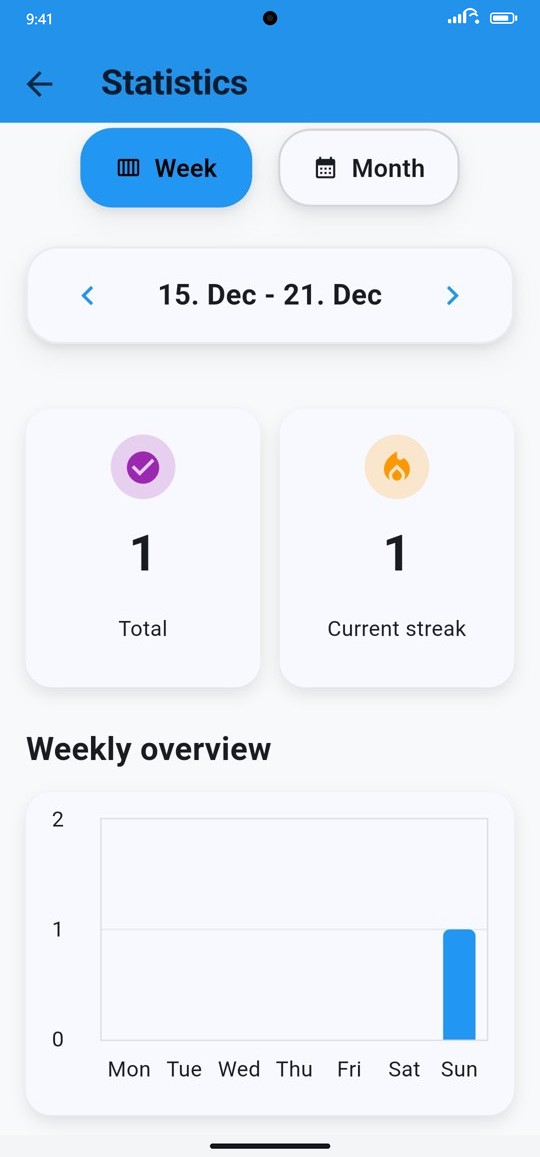 9:41
Statistics
Week Month
15. Dec - 21. Dec
1 1
Total Current streak
Weekly overview
2
1
0
Mon Tue Wed Thu Fri Sat Sun